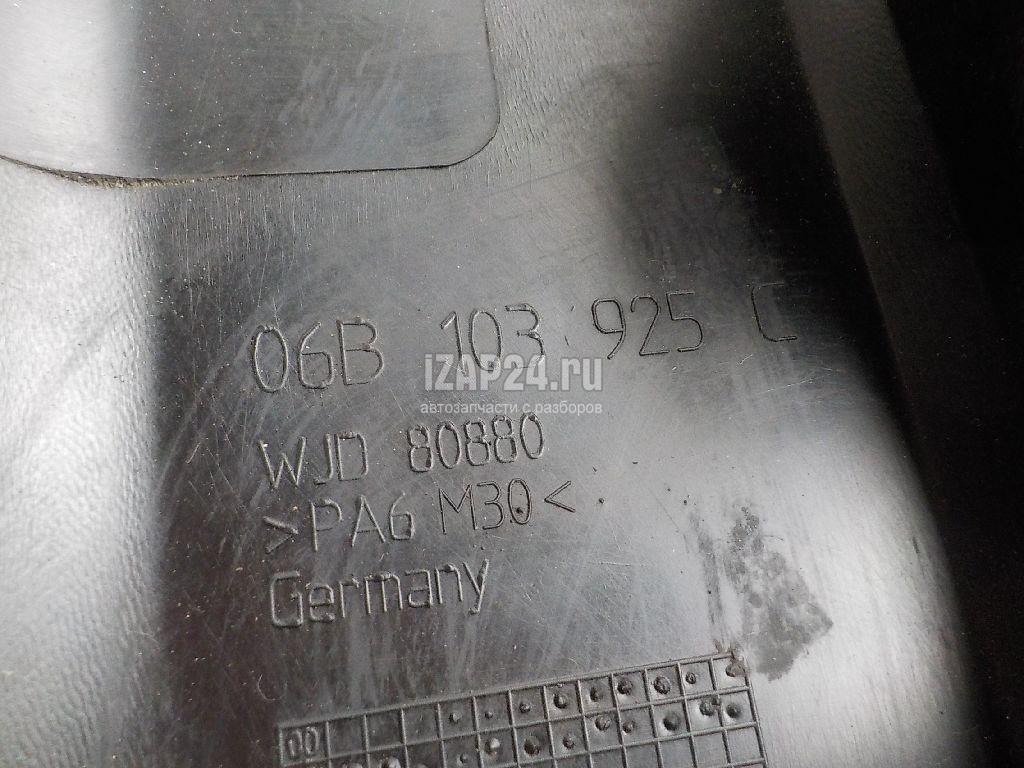 06B 103 925 C
iZAP24.ru
автозапчасти с разборов
WJD 80880
>PA6 M30<
Germany
00